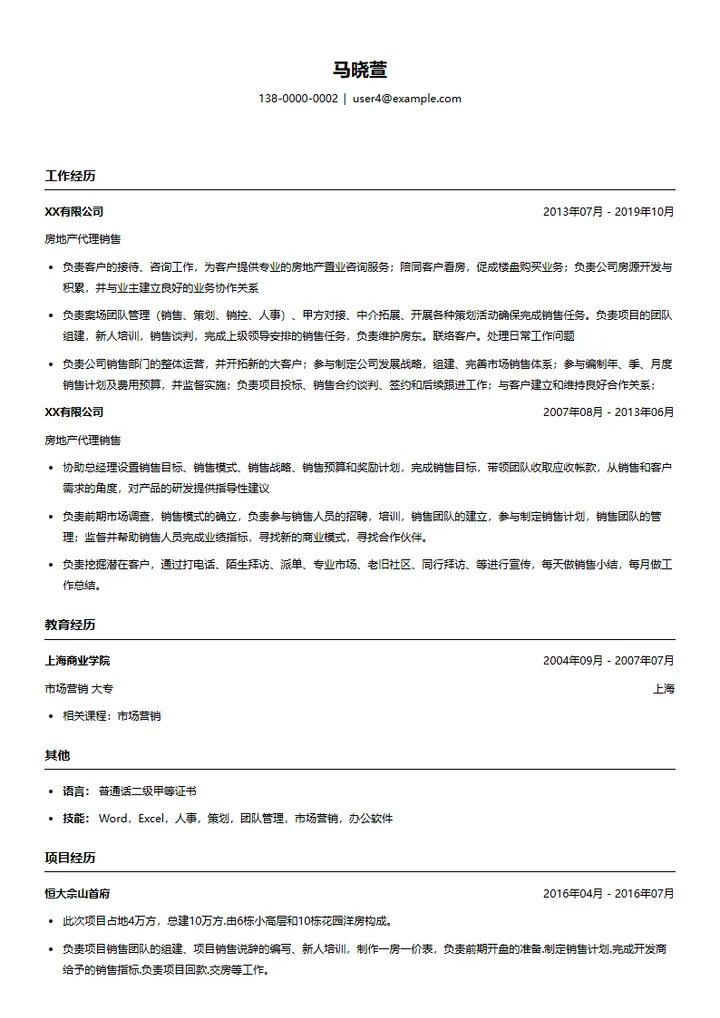 马晓萱
138-0000-0002 | user4@example.com
工作经历
XX有限公司 2013年07月 - 2019年10月
房地产代理销售
• 负责客户的接待、咨询工作，为客户提供专业的房地产置业咨询服务；陪同客户看房，促成楼盘购买业务；负责公司房源开发与
积累，并与业主建立良好的业务协作关系
• 负责案场团队管理（销售、策划、销控、人事）、甲方对接、中介拓展、开展各种策划活动确保完成销售任务。负责项目的团队
组建，新人培训，销售谈判，完成上级领导安排的销售任务，负责维护房东。联络客户。处理日常工作问题
• 负责公司销售部门的整体运营，并开拓新的大客户；参与制定公司发展战略，组建、完善市场销售体系；参与编制年、季、月度
销售计划及费用预算，并监督实施；负责项目投标、销售合约谈判、签约和后续跟进工作；与客户建立和维持良好合作关系；
XX有限公司 2007年08月 - 2013年06月
房地产代理销售
• 协助总经理设置销售目标、销售模式、销售战略、销售预算和奖励计划，完成销售目标，带领团队收取应收帐款，从销售和客户
需求的角度，对产品的研发提供指导性建议
• 负责前期市场调查，销售模式的确立，负责参与销售人员的招聘，培训，销售团队的建立，参与制定销售计划，销售团队的管
理；监督并帮助销售人员完成业绩指标，寻找新的商业模式，寻找合作伙伴。
• 负责挖掘潜在客户，通过打电话、陌生拜访、派单、专业市场、老旧社区、同行拜访、等进行宣传，每天做销售小结，每月做工
作总结。
教育经历
上海商业学院 2004年09月 - 2007年07月
市场营销 大专 上海
• 相关课程：市场营销
其他
• 语言： 普通话二级甲等证书
• 技能： Word，Excel，人事，策划，团队管理，市场营销，办公软件
项目经历
恒大佘山首府 2016年04月 - 2016年07月
• 此次项目占地4万方，总建10万方.由6栋小高层和10栋花园洋房构成。
• 负责项目销售团队的组建、项目销售说辞的编写、新人培训，制作一房一价表，负责前期开盘的准备.制定销售计划.完成开发商
给予的销售指标.负责项目回款.交房等工作。